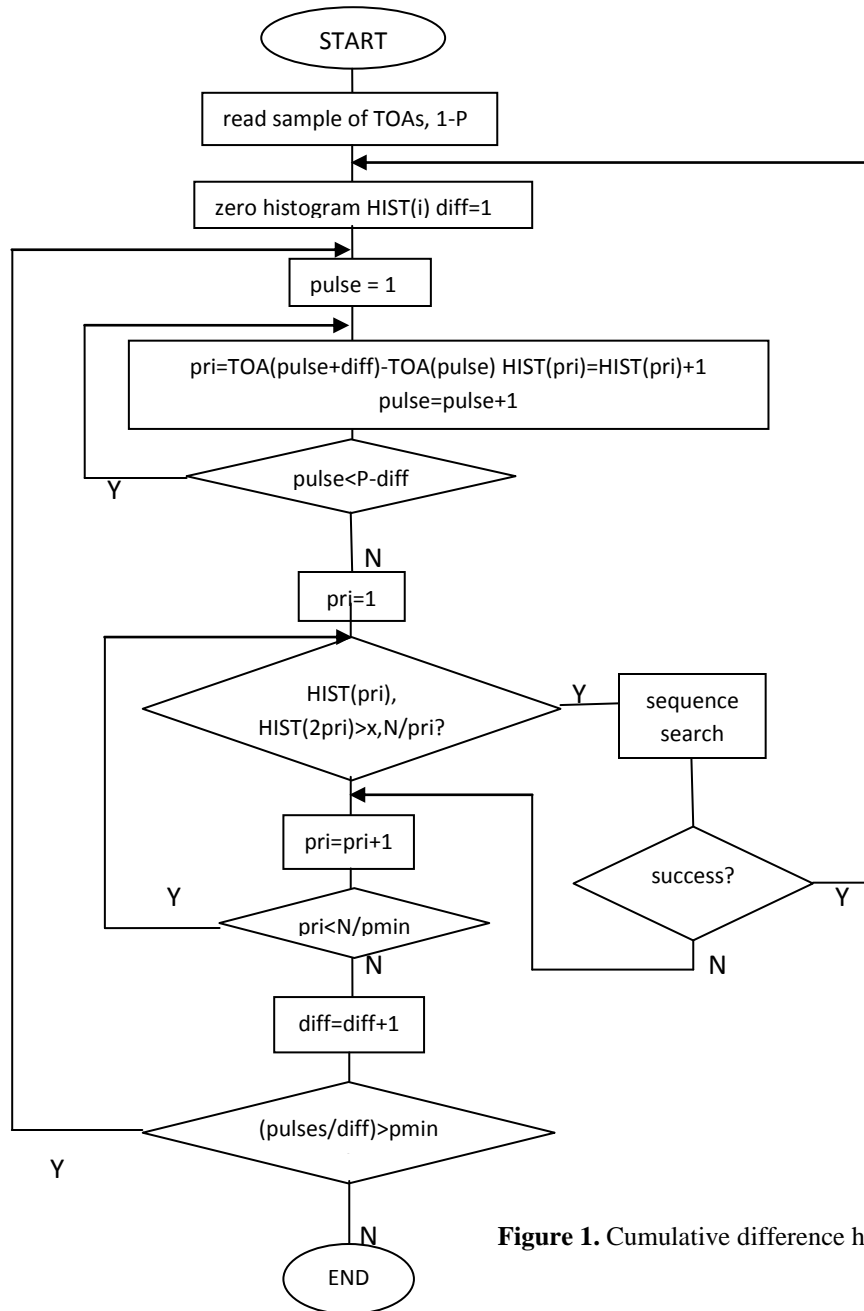 START
read sample of TOAs, 1-P
zero histogram HIST(i) diff=1
pulse = 1
pri=TOA(pulse+diff)-TOA(pulse) HIST(pri)=HIST(pri)+1
pulse=pulse+1
pulse<P-diff
Y
N
pri=1
HIST(pri),
HIST(2pri)>x,N/pri?
Y
sequence
search
pri=pri+1
success?
Y
N
Y
pri<N/pmin
N
diff=diff+1
(pulses/diff)>pmin
Y
N
Figure 1. Cumulative difference h
END